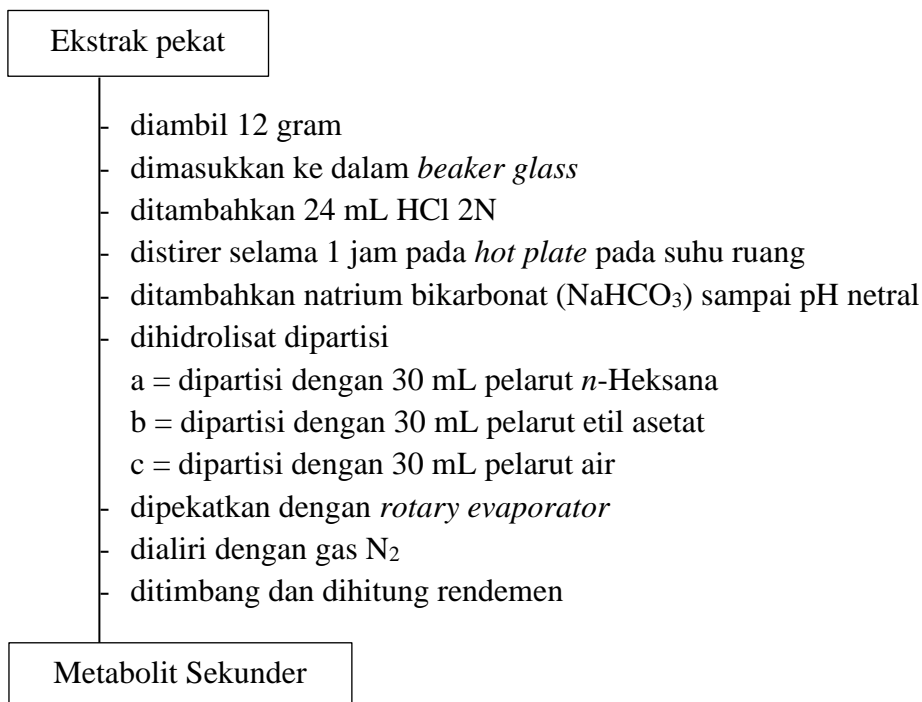 Ekstrak pekat
- diambil 12 gram
- dimasukkan ke dalam beaker glass
- ditambahkan 24 mL HCl 2N
- distirer selama 1 jam pada hot plate pada suhu ruang
- ditambahkan natrium bikarbonat (NaHCO₃) sampai pH netral
- dihidrolisat dipartisi
a = dipartisi dengan 30 mL pelarut n-Heksana
b = dipartisi dengan 30 mL pelarut etil asetat
c = dipartisi dengan 30 mL pelarut air
- dipekatkan dengan rotary evaporator
- dialiri dengan gas N₂
- ditimbang dan dihitung rendemen
Metabolit Sekunder